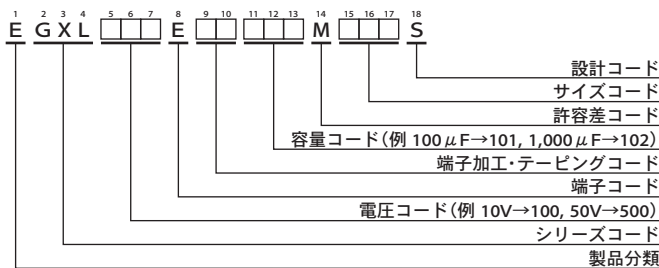 1 2 3 4 5 6 7 8 9 10 11 12 13 14 15 16 17 18
E G X L □□□ E □□ □□□ M □□□ S
設計コード
サイズコード
許容差コード
容量コード（例 100μF→101, 1,000μF→102）
端子加工・テーピングコード
端子コード
電圧コード（例 10V→100, 50V→500）
シリーズコード
製品分類